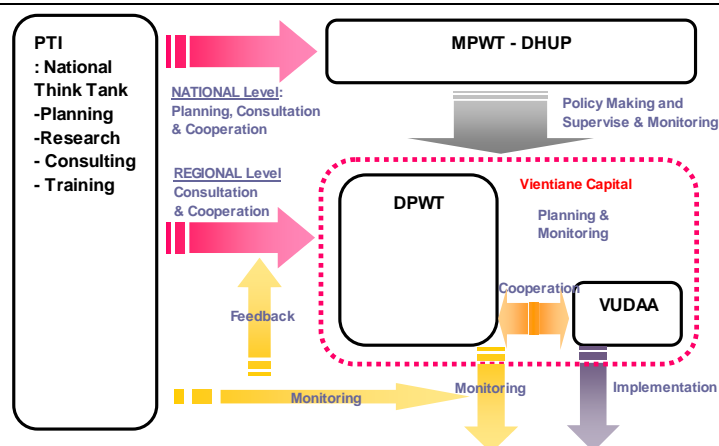 PTI
: National
Think Tank
-Planning
-Research
- Consulting
- Training
MPWT - DHUP
NATIONAL Level:
Planning, Consultation
& Cooperation
Policy Making and
Supervise & Monitoring
REGIONAL Level
Consultation
& Cooperation
Vientiane Capital
DPWT
Planning &
Monitoring
Cooperation
VUDAA
Feedback
Monitoring
Monitoring
Implementation